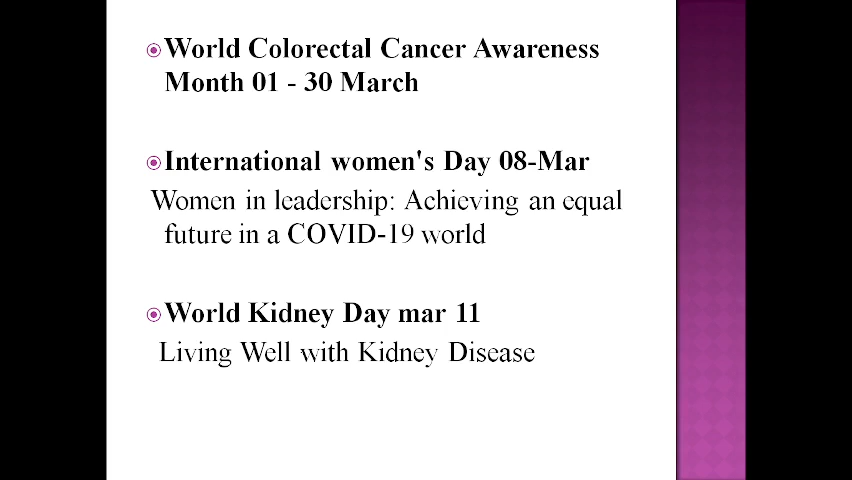 World Colorectal Cancer Awareness
Month 01 - 30 March
International women's Day 08-Mar
Women in leadership: Achieving an equal
future in a COVID-19 world
World Kidney Day mar 11
Living Well with Kidney Disease